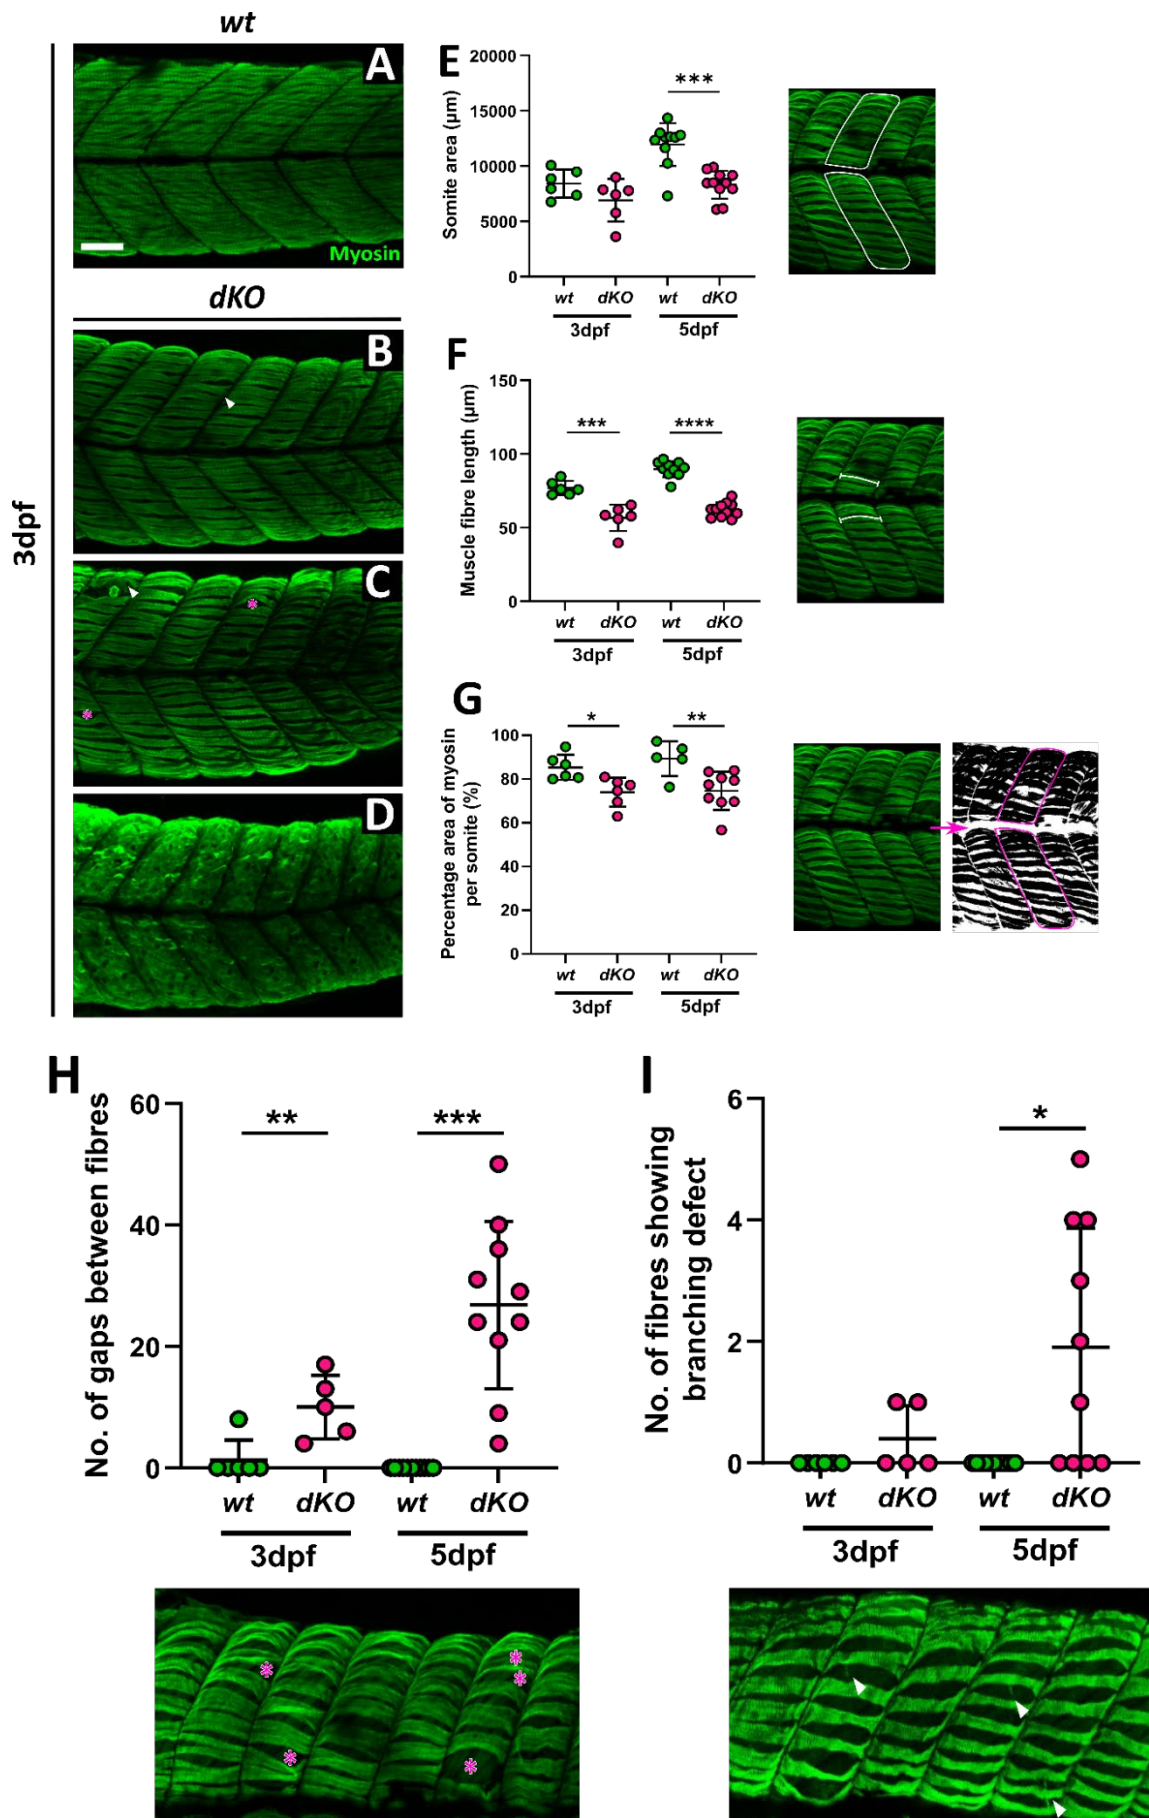 wt
3dpf
A
Myosin
dKO
B
C
*
*
D
E
Somite area (µm)
20000
15000
10000
5000
0
***
wt dKO wt dKO
3dpf 5dpf
F
Muscle fibre length (µm)
150
100
50
0
*** ****
wt dKO wt dKO
3dpf 5dpf
G
Percentage area of myosin
per somite (%)
100
80
60
40
20
0
* **
wt dKO wt dKO
3dpf 5dpf
H
No. of gaps between fibres
60
40
20
0
** ***
wt dKO wt dKO
3dpf 5dpf
*
*
*
*
*
I
No. of fibres showing
branching defect
6
4
2
0
*
wt dKO wt dKO
3dpf 5dpf